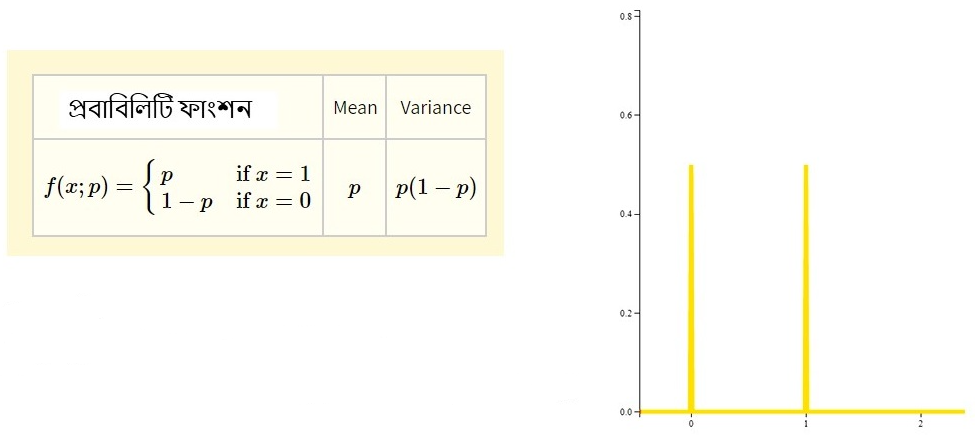 প্রবাবিলিটি ফাংশন Mean Variance
f(x; p) = { p if x = 1
1 − p if x = 0
p p(1 − p)
0.8
0.6
0.4
0.2
0.0
0 1 2